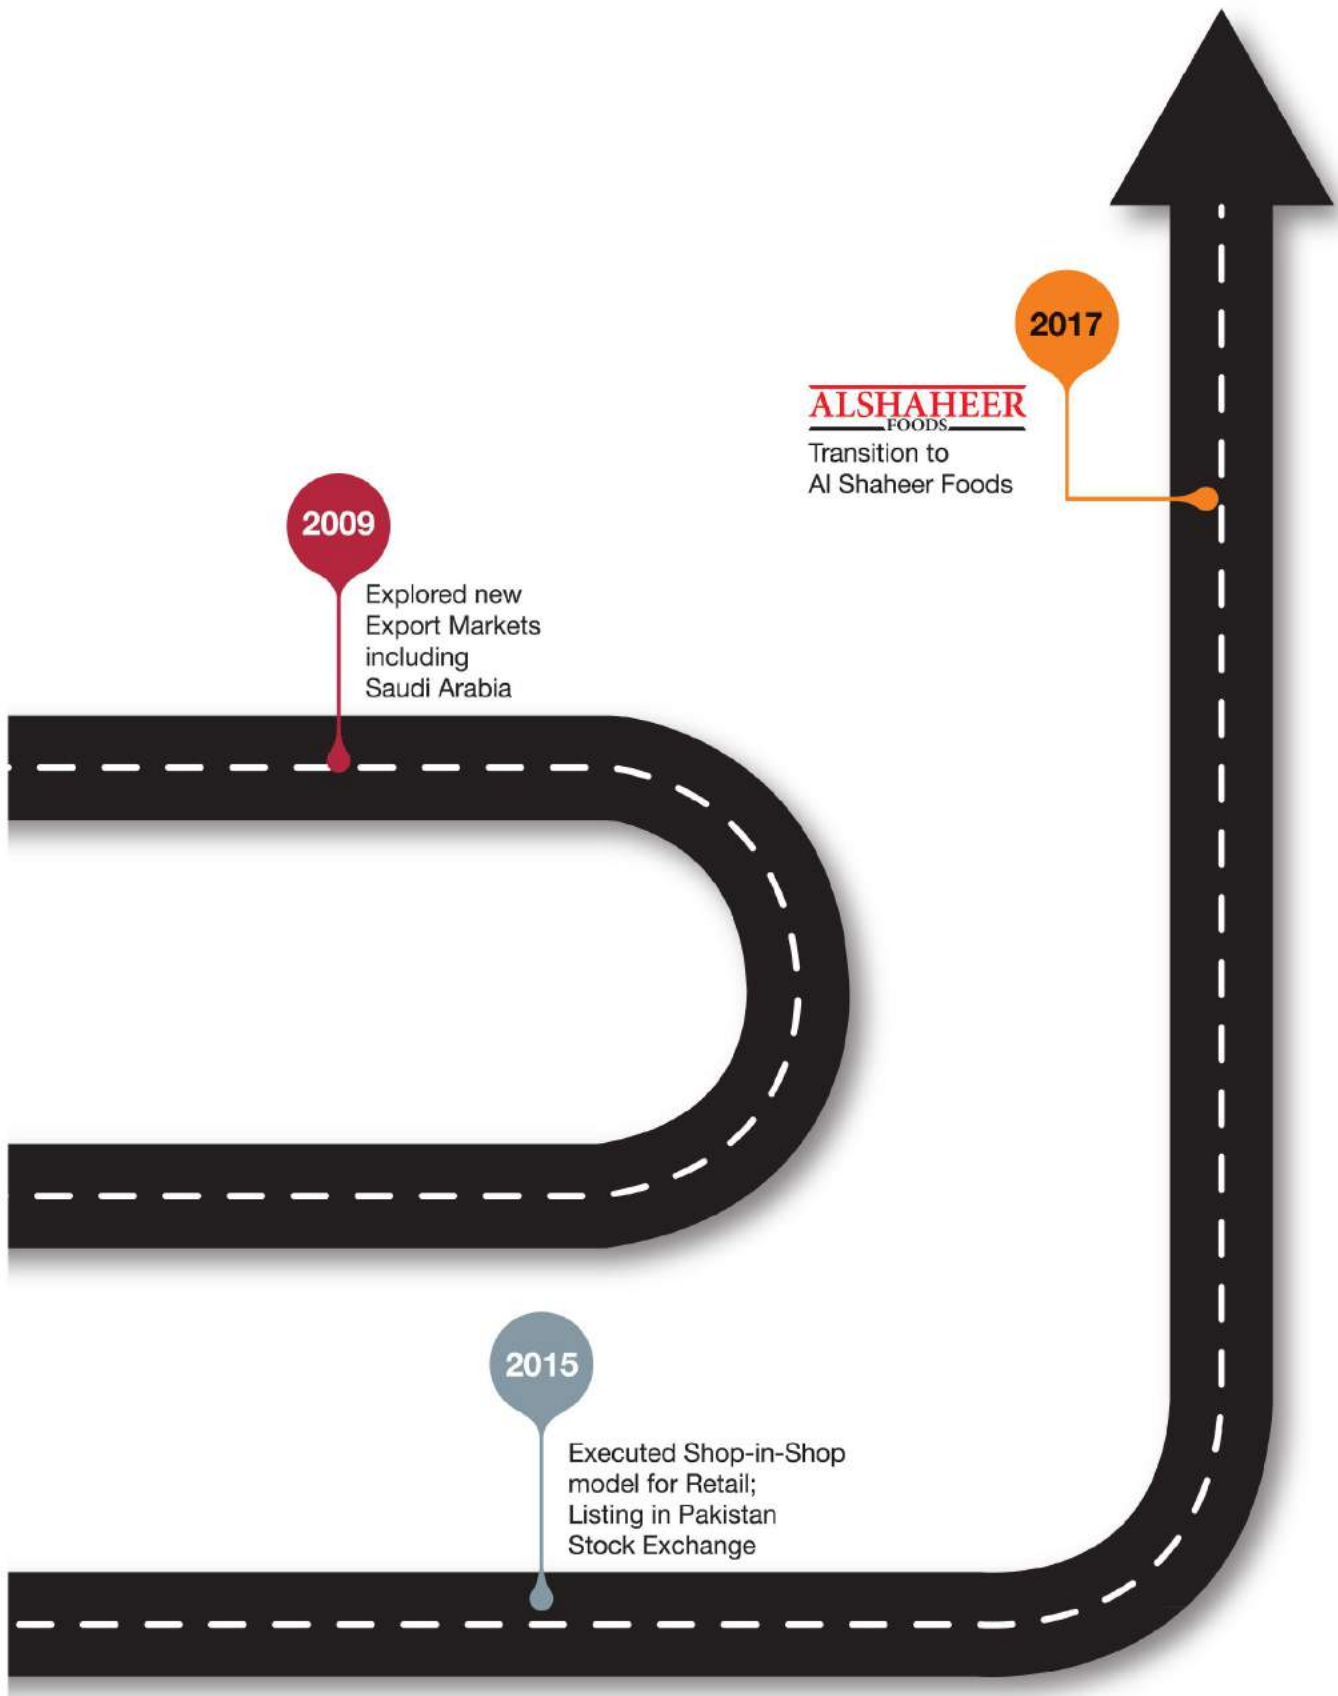 2017
ALSHAHEER
FOODS
Transition to
Al Shaheer Foods
2009
Explored new
Export Markets
including
Saudi Arabia
2015
Executed Shop-in-Shop
model for Retail;
Listing in Pakistan
Stock Exchange